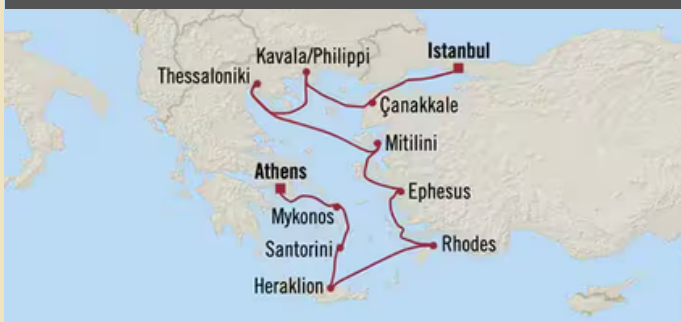 Kavala/Philippi
Istanbul
Thessaloniki
Çanakkale
Mitilini
Athens
Ephesus
Mykonos
Santorini
Rhodes
Heraklion